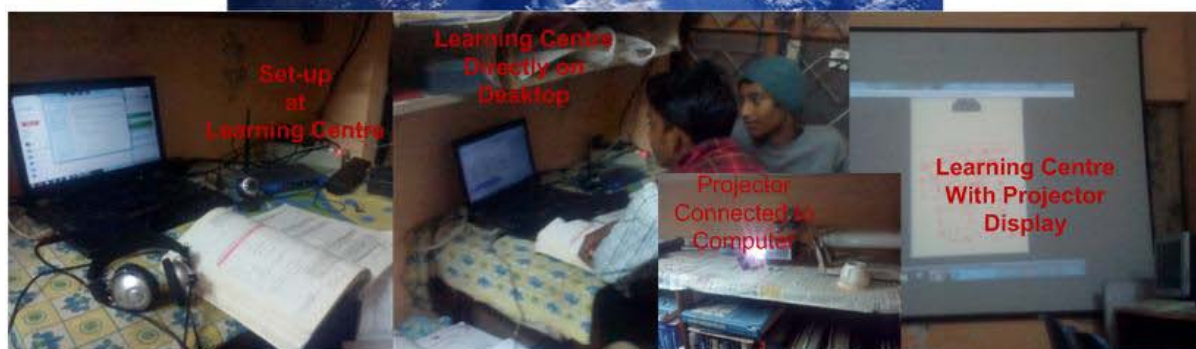 Set-up
at
Learning Centre
Learning Centre
Directly on
Desktop
Projector
Connected to
Computer
Learning Centre
With Projector
Display